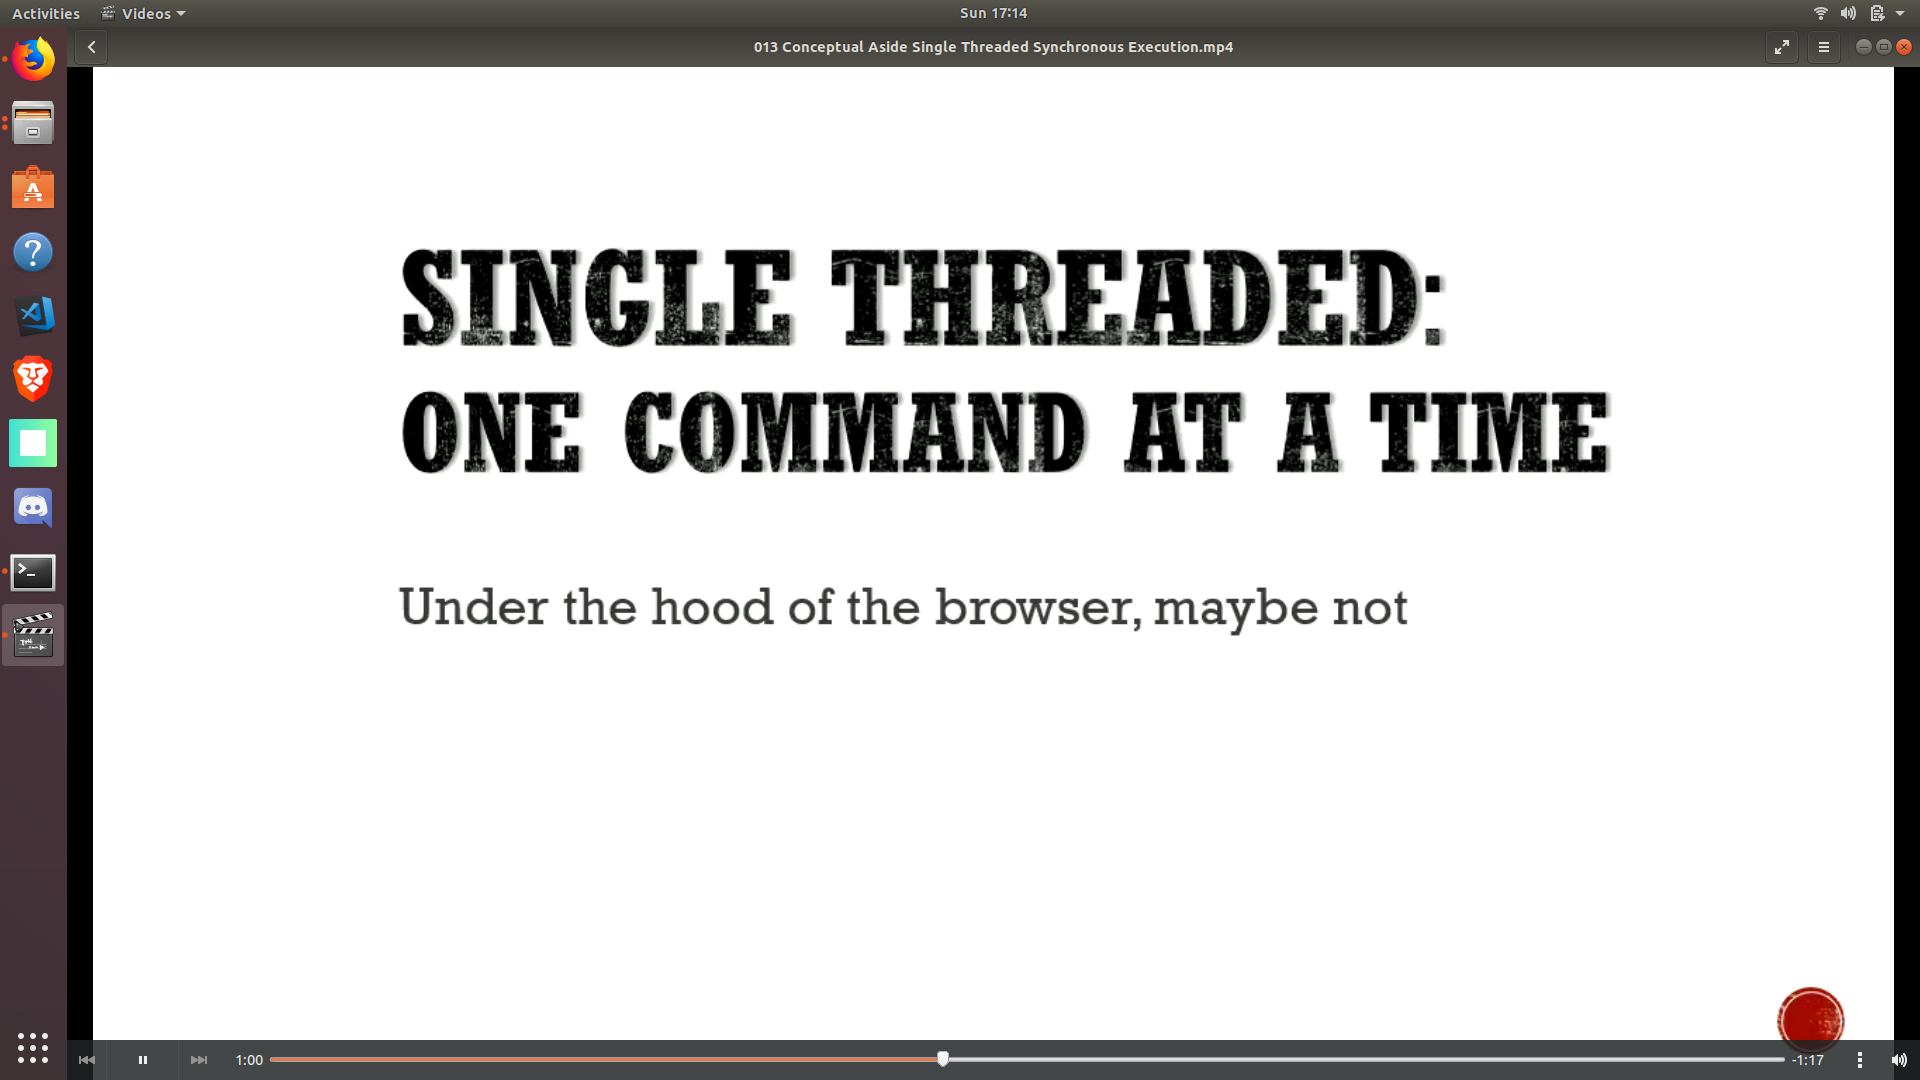 Activities
Videos
Sun 17:14
013 Conceptual Aside Single Threaded Synchronous Execution.mp4
SINGLE THREADED:
ONE COMMAND AT A TIME
Under the hood of the browser, maybe not
1:00
-1:17